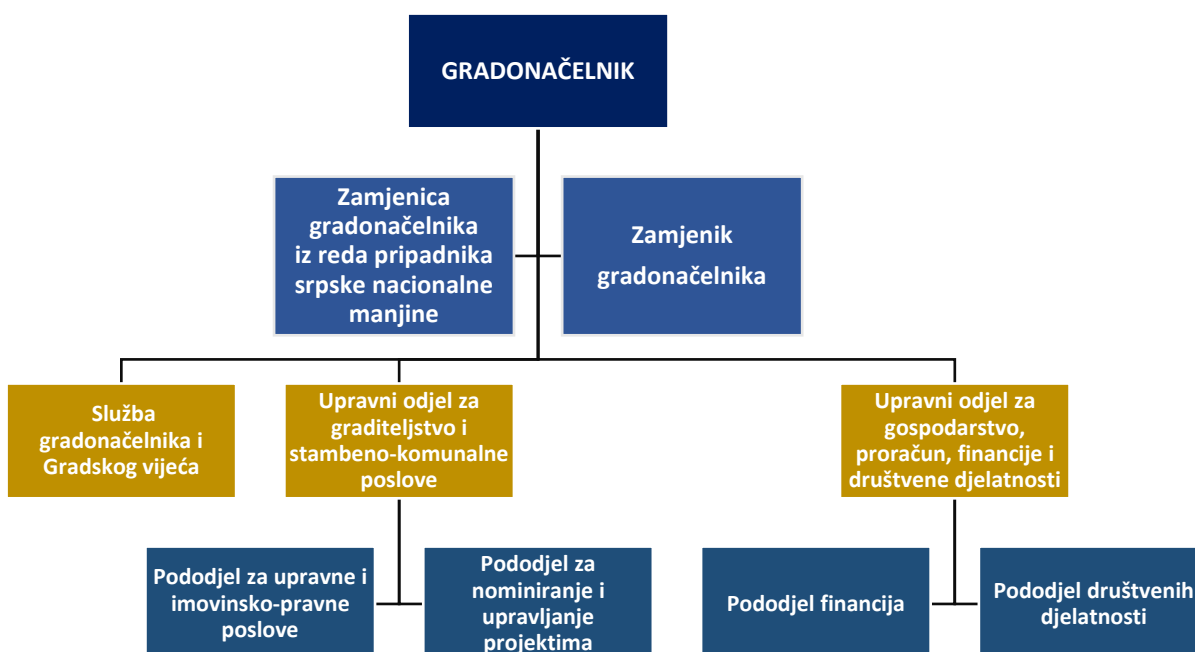 GRADONAČELNIK
Zamjenica
gradonačelnika
iz reda pripadnika
srpske nacionalne
manjine
Zamjenik
gradonačelnika
Služba
gradonačelnika i
Gradskog vijeća
Upravni odjel za
graditeljstvo i
stambeno-komunalne
poslove
Upravni odjel za
gospodarstvo,
proračun, financije i
društvene djelatnosti
Pododjel za upravne i
imovinsko-pravne
poslove
Pododjel za
nominiranje i
upravljanje
projektima
Pododjel financija
Pododjel društvenih
djelatnosti